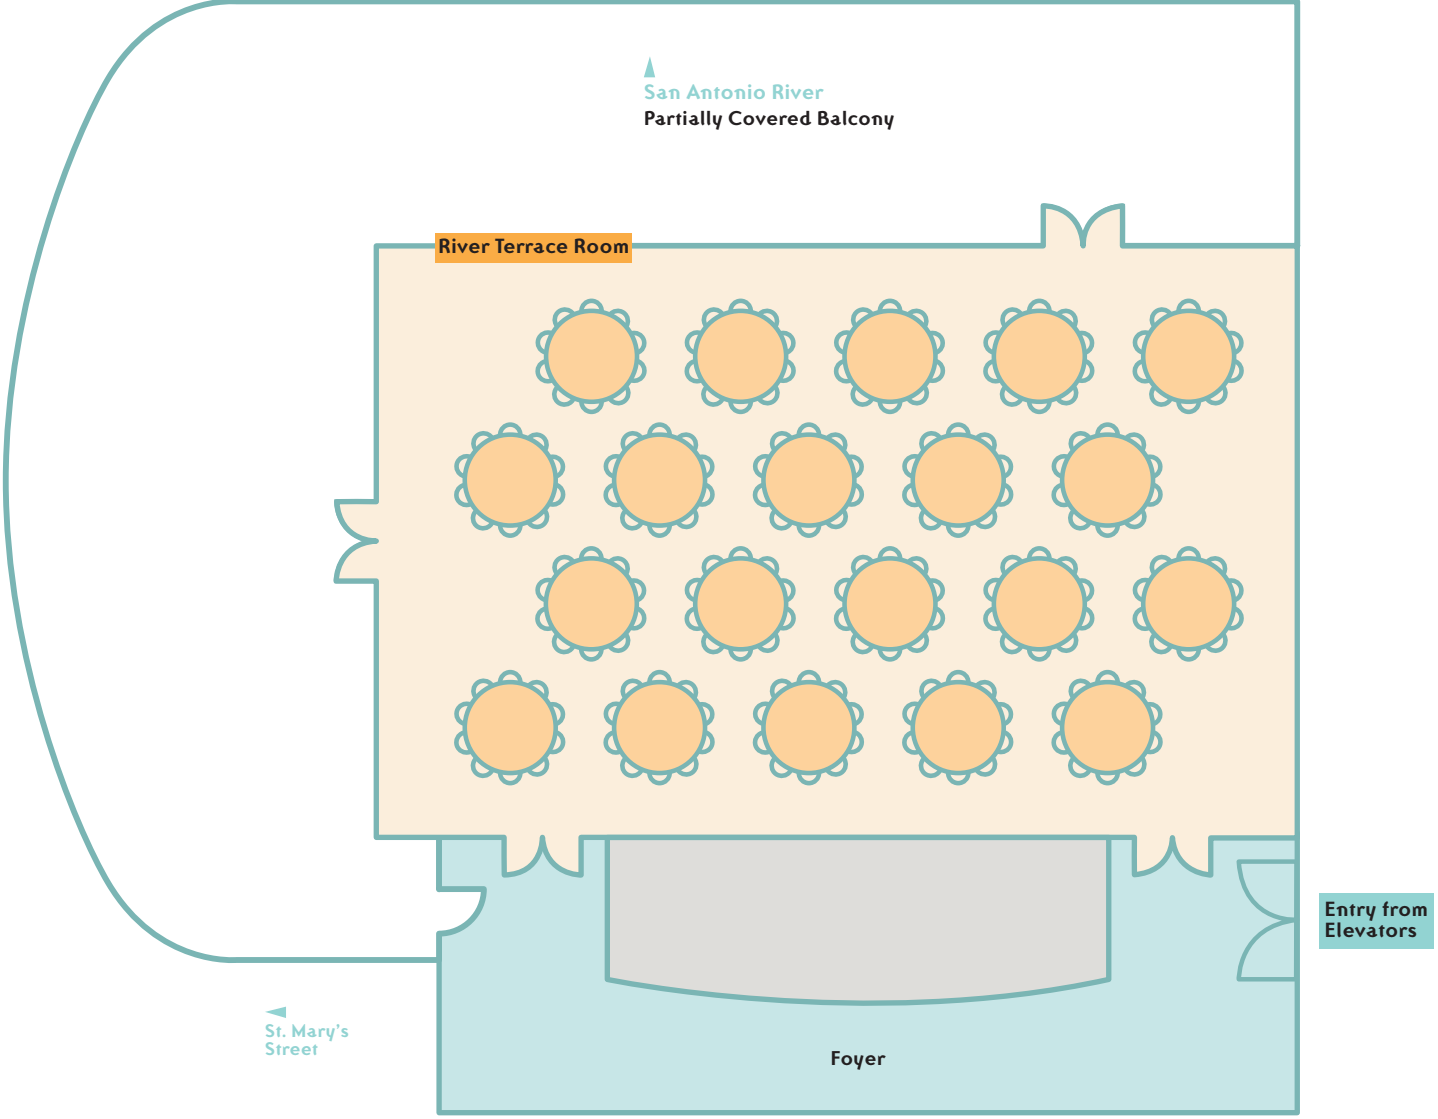 San Antonio River
Partially Covered Balcony
River Terrace Room
Entry from
Elevators
St. Mary's
Street
Foyer